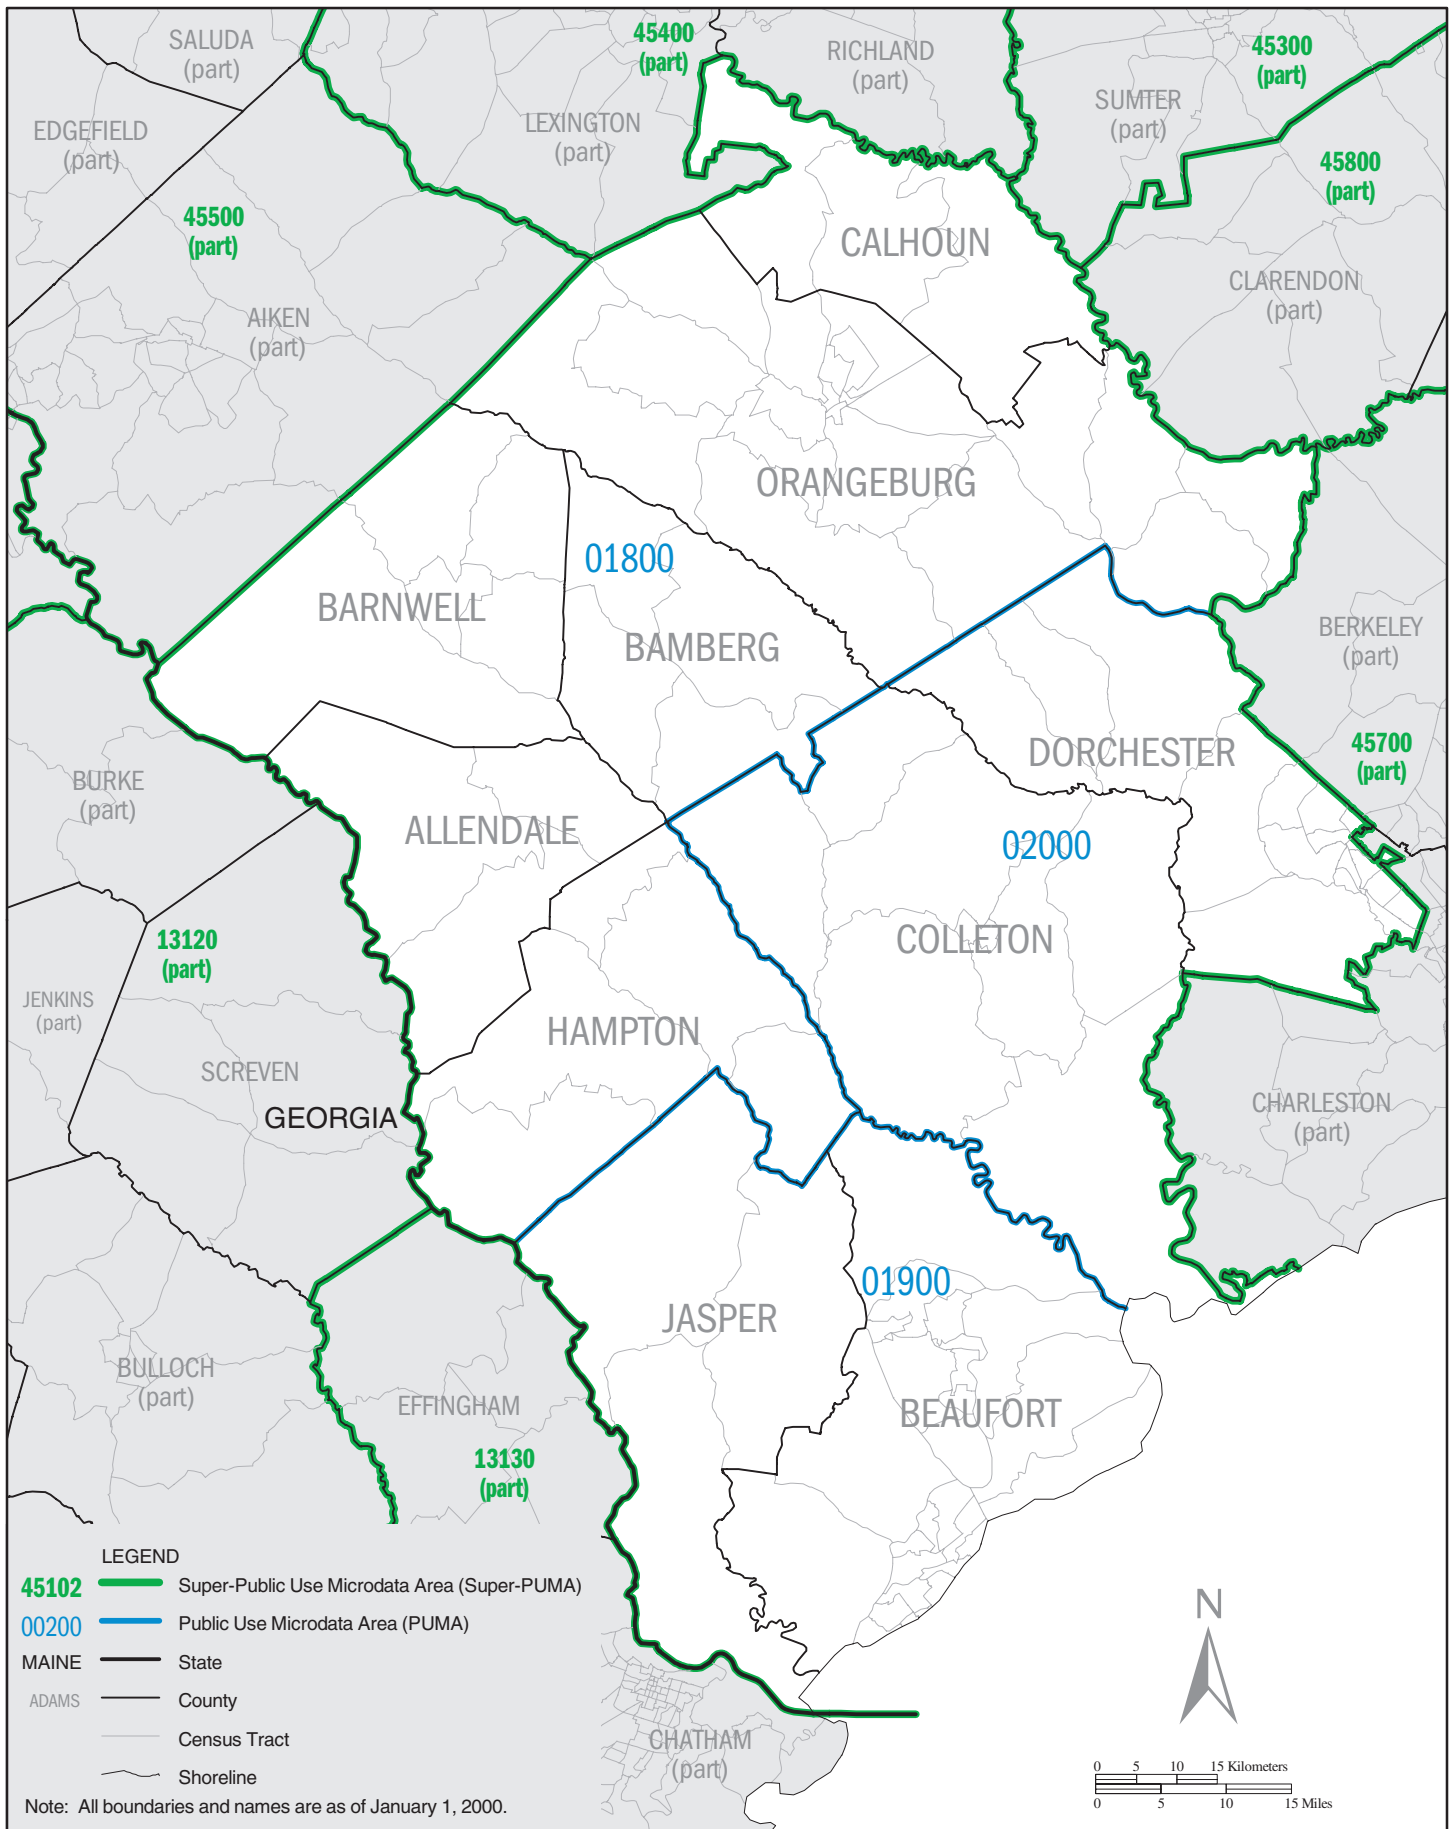 SALUDA
(part)
45400
(part)
RICHLAND
(part)
45300
(part)
EDGEFIELD
(part)
LEXINGTON
(part)
SUMTER
(part)
45800
(part)
45500
(part)
CALHOUN
CLARENDON
(part)
AIKEN
(part)
ORANGEBURG
01800
BARNWELL
BAMBERG
BERKELEY
(part)
DORCHESTER
45700
(part)
BURKE
(part)
ALLENDALE
02000
13120
(part)
COLLETON
JENKINS
(part)
HAMPTON
SCREVEN
GEORGIA
CHARLESTON
(part)
01900
JASPER
BULLOCH
(part)
EFFINGHAM
BEAUFORT
13130
(part)
LEGEND
45102 Super-Public Use Microdata Area (Super-PUMA)
00200 Public Use Microdata Area (PUMA)
MAINE State
ADAMS County
Census Tract
Shoreline
Note: All boundaries and names are as of January 1, 2000.
CHATHAM
(part)
N
0 5 10 15 Kilometers
0 5 10 15 Miles